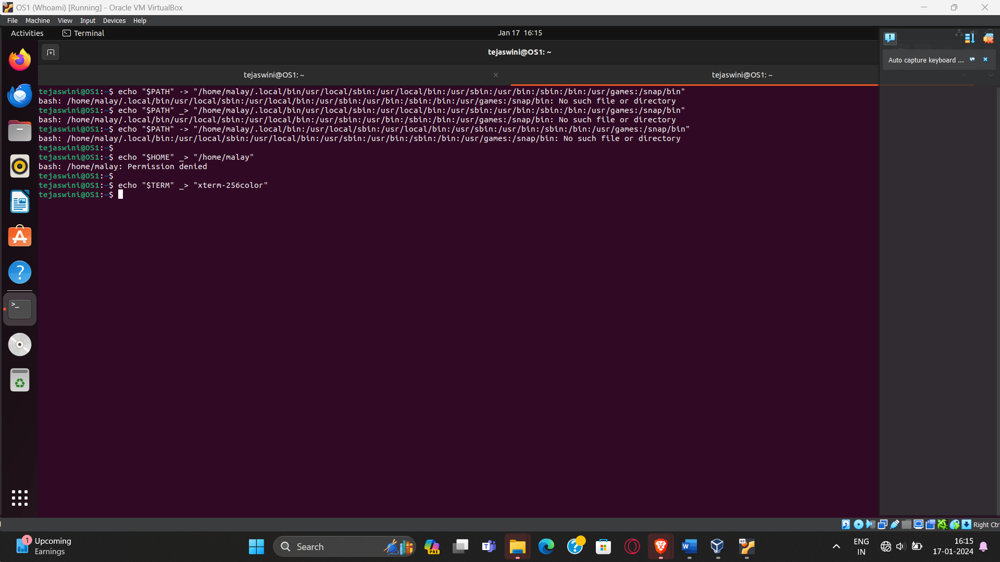 OS1 (Whoami) [Running] - Oracle VM VirtualBox
File Machine View Input Devices Help
Activities Terminal Jan 17 16:15
tejaswini@OS1: ~
Auto capture keyboard ...
tejaswini@OS1: ~ tejaswini@OS1: ~
tejaswini@OS1:~$ echo "$PATH" -> "/home/malay/.local/bin/usr/local/sbin:/usr/local/bin:/usr/sbin:/usr/bin:/sbin:/bin:/usr/games:/snap/bin"
bash: /home/malay/.local/bin/usr/local/sbin:/usr/local/bin:/usr/sbin:/usr/bin:/sbin:/bin:/usr/games:/snap/bin: No such file or directory
tejaswini@OS1:~$ echo "$PATH" _> "/home/malay/.local/bin/usr/local/sbin:/usr/local/bin:/usr/sbin:/usr/bin:/sbin:/bin:/usr/games:/snap/bin"
bash: /home/malay/.local/bin/usr/local/sbin:/usr/local/bin:/usr/sbin:/usr/bin:/sbin:/bin:/usr/games:/snap/bin: No such file or directory
tejaswini@OS1:~$ echo "$PATH" -> "/home/malay/.local/bin:/usr/local/sbin:/usr/local/bin:/usr/sbin:/usr/bin:/sbin:/bin:/usr/games:/snap/bin"
bash: /home/malay/.local/bin:/usr/local/sbin:/usr/local/bin:/usr/sbin:/usr/bin:/sbin:/bin:/usr/games:/snap/bin: No such file or directory
tejaswini@OS1:~$
tejaswini@OS1:~$ echo "$HOME" _> "/home/malay"
bash: /home/malay: Permission denied
tejaswini@OS1:~$
tejaswini@OS1:~$ echo "$TERM" _> "xterm-256color"
tejaswini@OS1:~$
Right Ctr
1 Upcoming
Earnings
Search
PRE
ENG
IN
16:15
17-01-2024